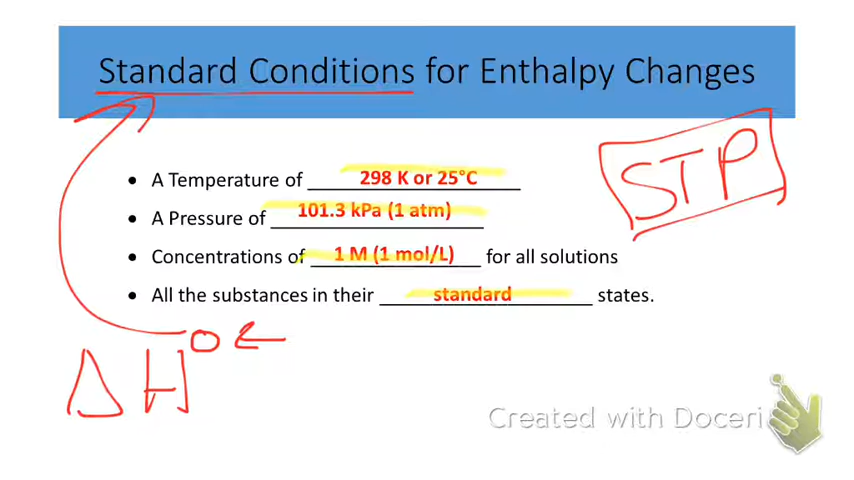 Standard Conditions for Enthalpy Changes
STP
• A Temperature of 298 K or 25°C
• A Pressure of 101.3 kPa (1 atm)
• Concentrations of 1 M (1 mol/L) for all solutions
• All the substances in their standard states.
ΔH° ←
Created with Doceri